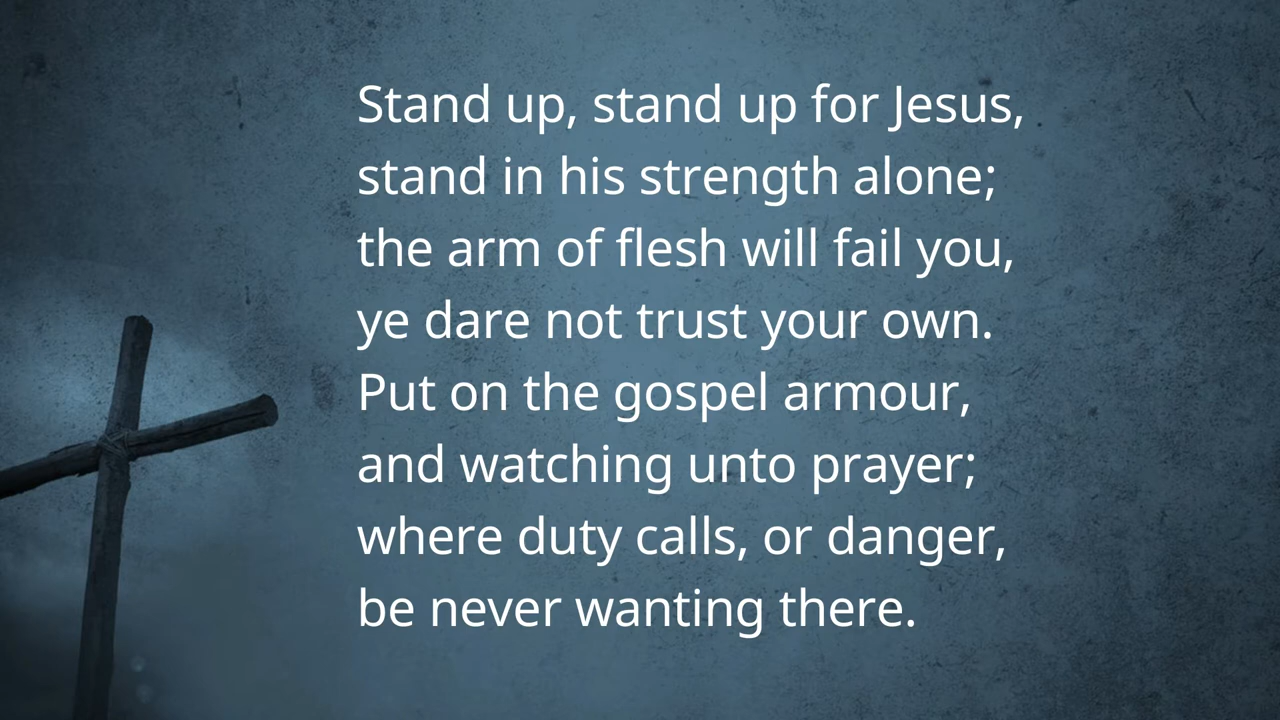 Stand up, stand up for Jesus,
stand in his strength alone;
the arm of flesh will fail you,
ye dare not trust your own.
Put on the gospel armour,
and watching unto prayer;
where duty calls, or danger,
be never wanting there.